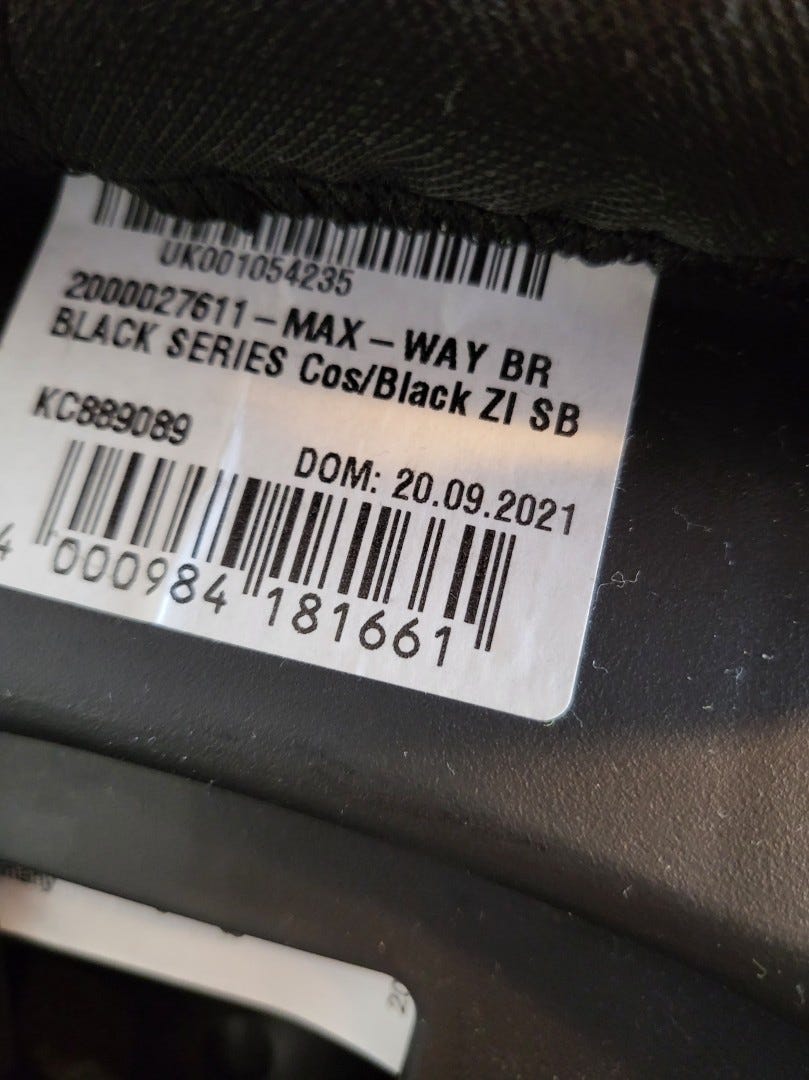 UK001054235
2000027611-MAX-WAY BR
BLACK SERIES Cos/Black ZI SB
KC889089
DOM: 20.09.2021
4 000984 181661
20